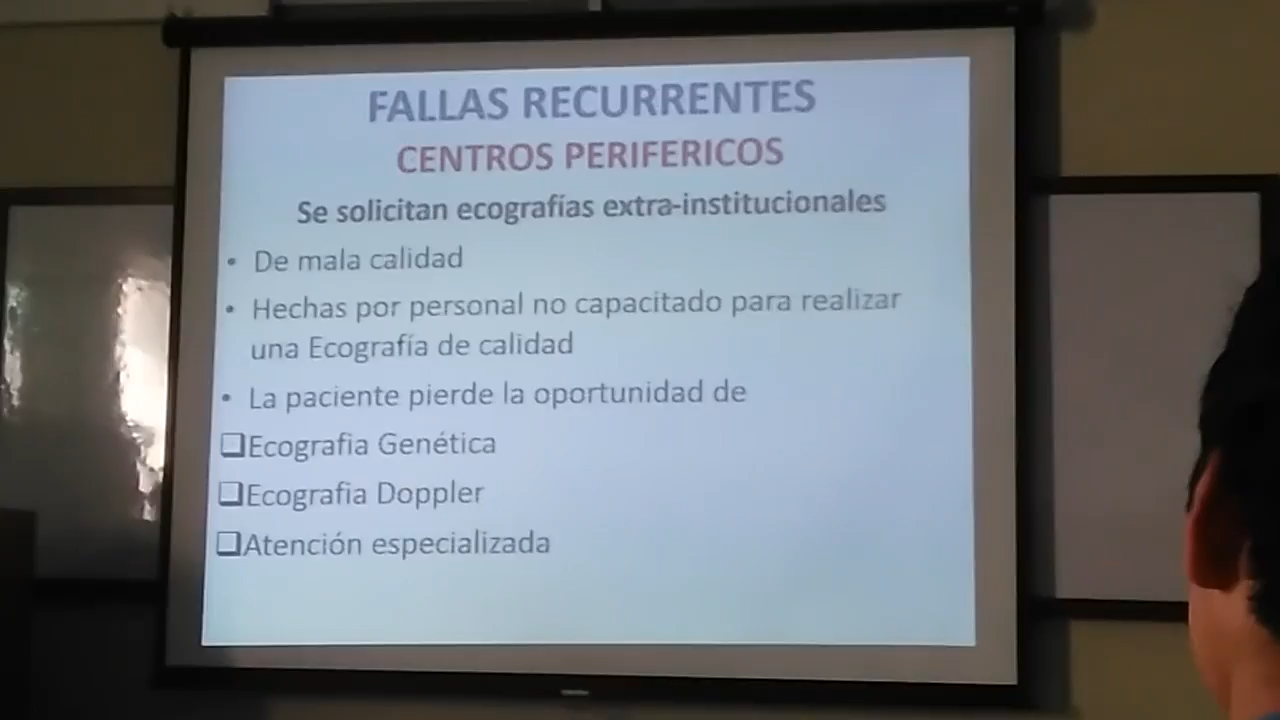 FALLAS RECURRENTES
CENTROS PERIFERICOS
Se solicitan ecografías extra-institucionales
• De mala calidad
• Hechas por personal no capacitado para realizar
una Ecografía de calidad
• La paciente pierde la oportunidad de
❑Ecografia Genética
❑Ecografia Doppler
❑Atención especializada